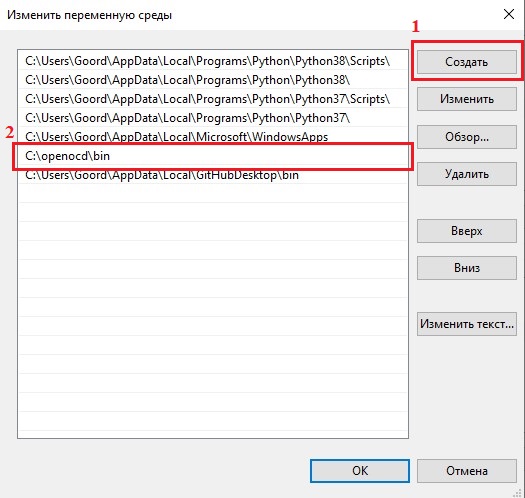 Изменить переменную среды
1
C:\Users\Goord\AppData\Local\Programs\Python\Python38\Scripts\
Создать
C:\Users\Goord\AppData\Local\Programs\Python\Python38\
C:\Users\Goord\AppData\Local\Programs\Python\Python37\Scripts\
Изменить
C:\Users\Goord\AppData\Local\Programs\Python\Python37\
2
C:\Users\Goord\AppData\Local\Microsoft\WindowsApps
Обзор...
C:\openocd\bin
C:\Users\Goord\AppData\Local\GitHubDesktop\bin
Удалить
Вверх
Вниз
Изменить текст...
OK
Отмена